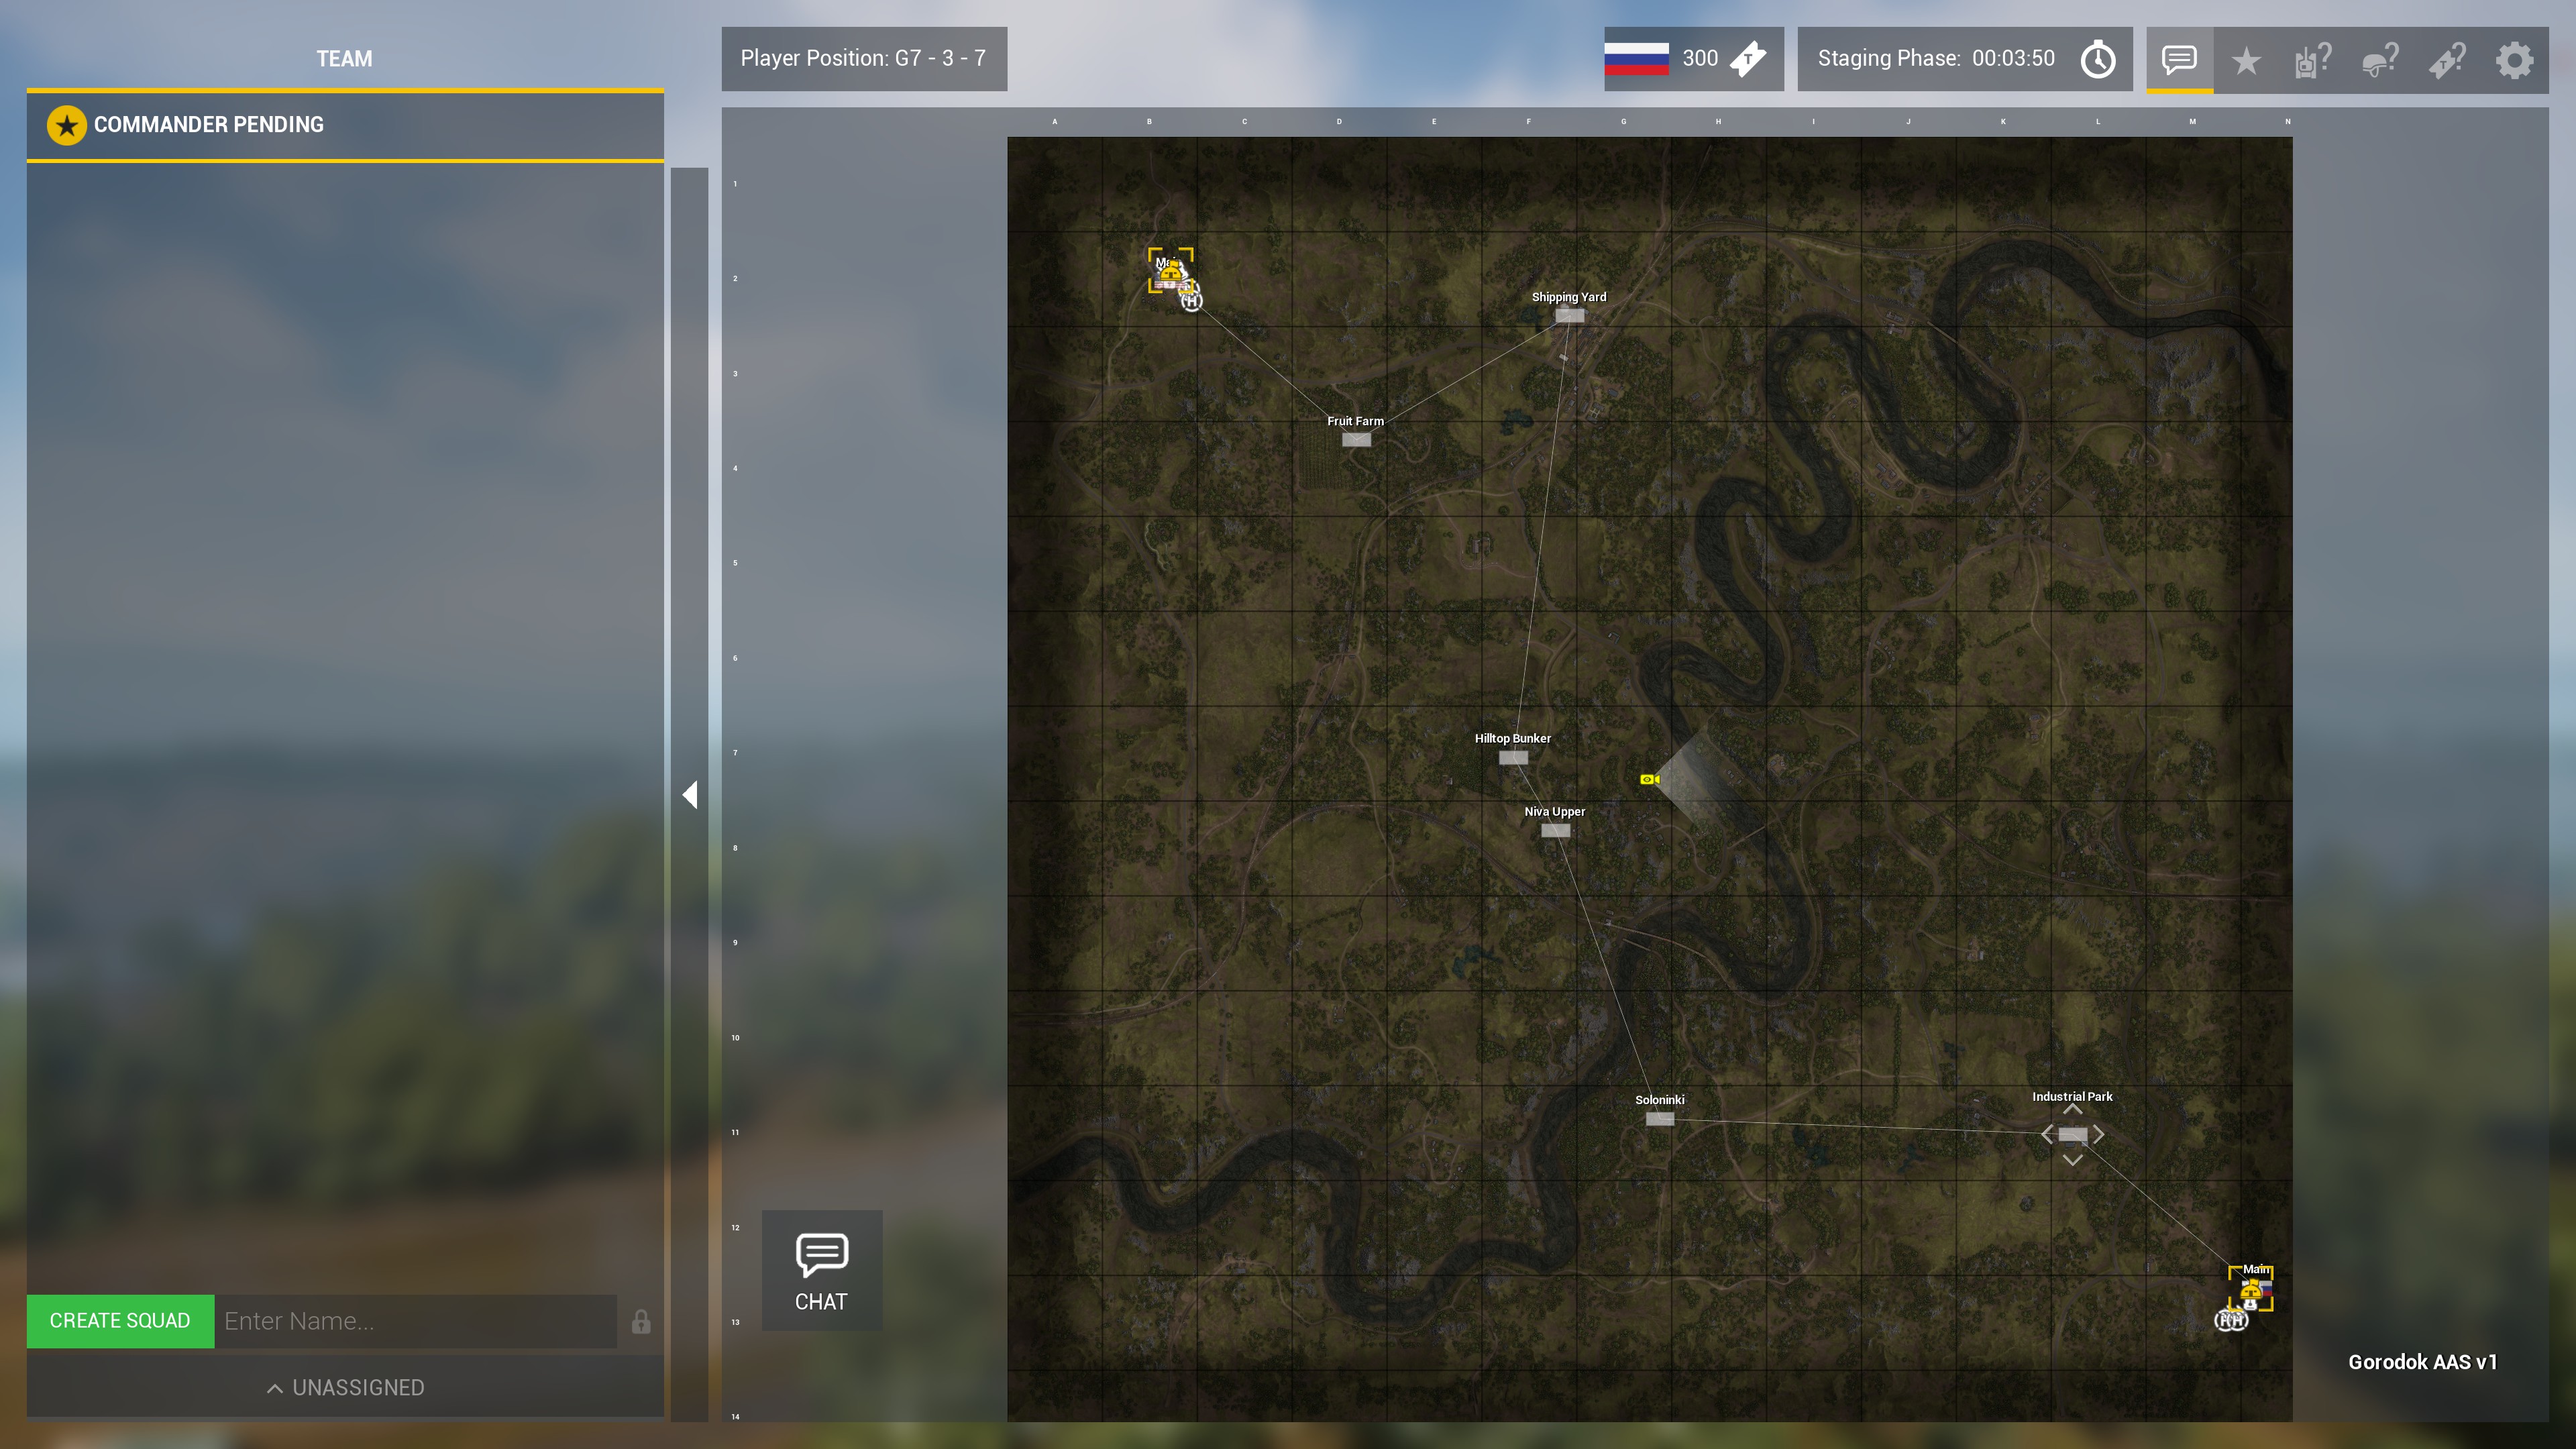 TEAM
Player Position: G7 - 3 - 7
300
Staging Phase: 00:03:50
COMMANDER PENDING
A B C D E F G H I J K L M N
1
2
3
4
5
6
7
8
9
10
11
12
13
14
Shipping Yard
Fruit Farm
Hilltop Bunker
Niva Upper
Soloninki
Industrial Park
Main
H
H
CHAT
CREATE SQUAD
Enter Name...
UNASSIGNED
Gorodok AAS v1